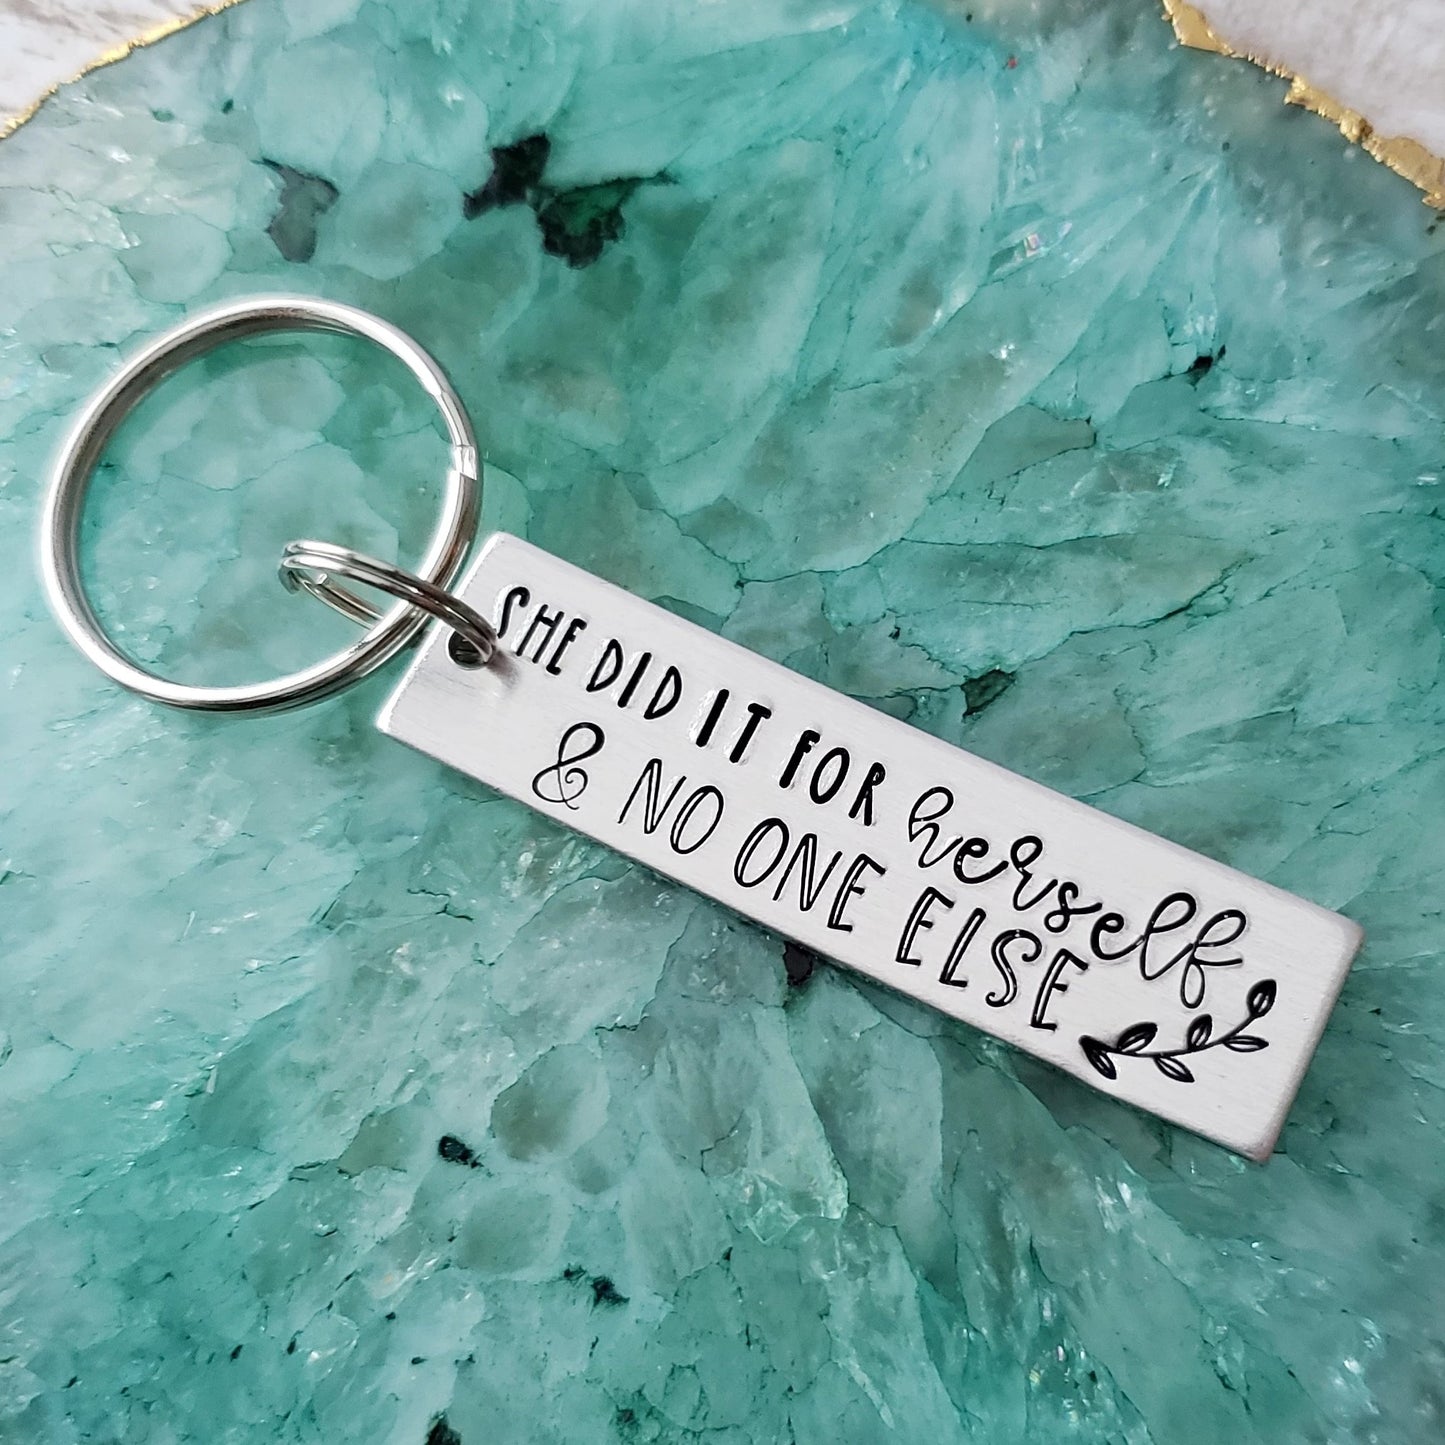 SHE DID IT FOR herself
& NO ONE ELSE